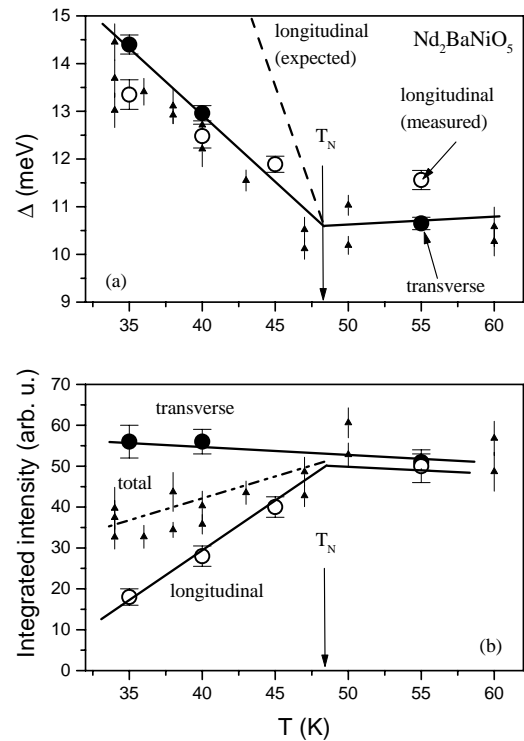 15
14
13
12
11
10
9
Δ (meV)
longitudinal
(expected)
Nd₂BaNiO₅
longitudinal
(measured)
T_N
transverse
(a)
35 40 45 50 55 60
70
60
50
40
30
20
10
0
Integrated intensity (arb. u.)
transverse
total
longitudinal
T_N
(b)
35 40 45 50 55 60
T (K)